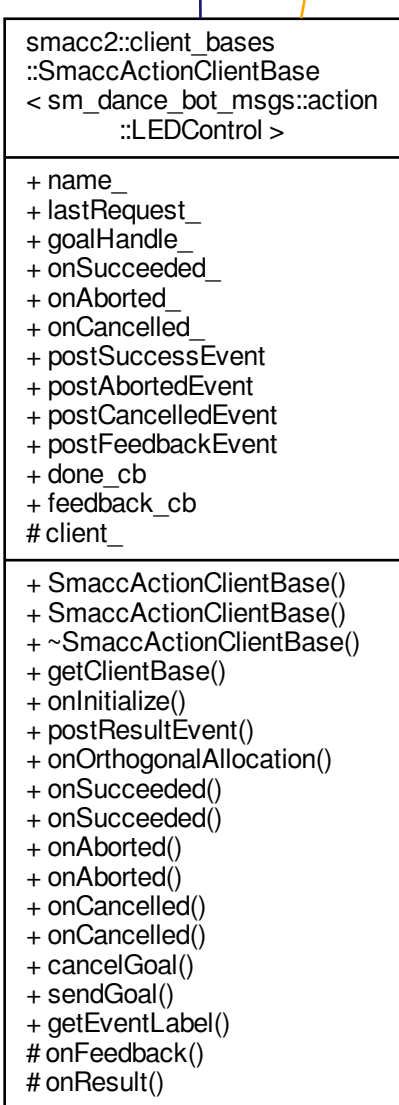 smacc2::client_bases
::SmaccActionClientBase
< sm_dance_bot_msgs::action
::LEDControl >
+ name_
+ lastRequest_
+ goalHandle_
+ onSucceeded_
+ onAborted_
+ onCancelled_
+ postSuccessEvent
+ postAbortedEvent
+ postCancelledEvent
+ postFeedbackEvent
+ done_cb
+ feedback_cb
# client_
+ SmaccActionClientBase()
+ SmaccActionClientBase()
+ ~SmaccActionClientBase()
+ getClientBase()
+ onInitialize()
+ postResultEvent()
+ onOrthogonalAllocation()
+ onSucceeded()
+ onSucceeded()
+ onAborted()
+ onAborted()
+ onCancelled()
+ onCancelled()
+ cancelGoal()
+ sendGoal()
+ getEventLabel()
# onFeedback()
# onResult()